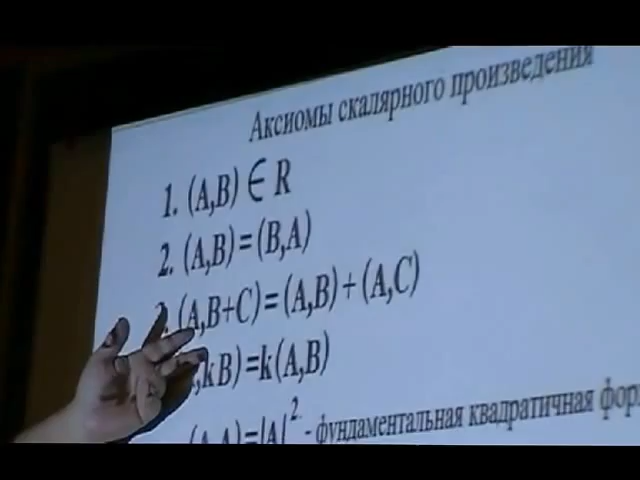 Аксиомы скалярного произведения
1. (A,B) ∈ R
2. (A,B)=(B,A)
(A,B+C)=(A,B)+(A,C)
,kB)=k(A,B)
(A,A)=|A|² - фундаментальная квадратичная